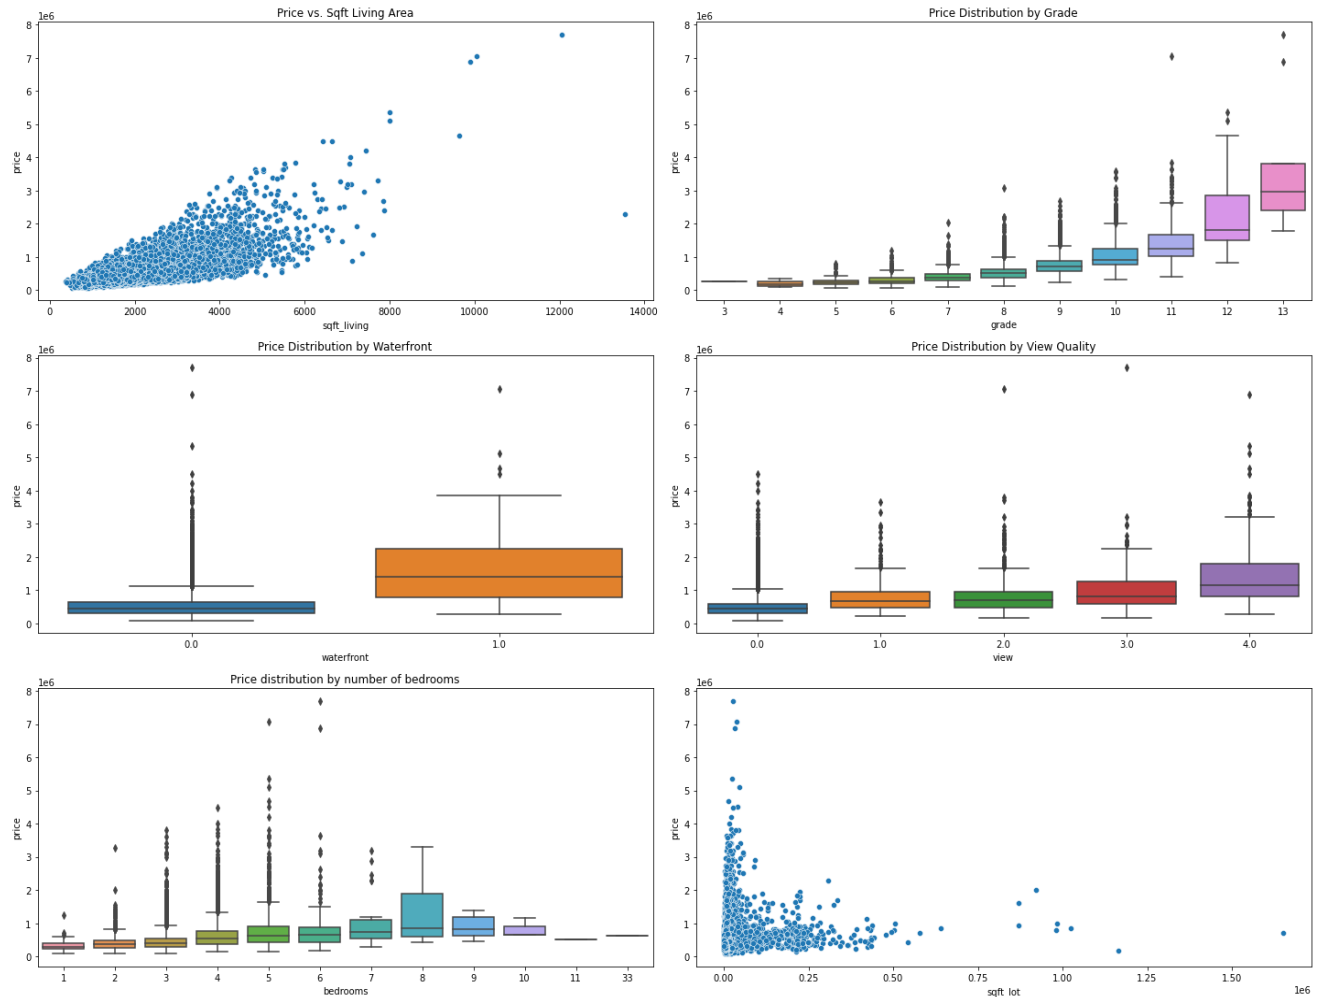 Price vs. Sqft Living Area
1e6
8
7
6
5
4
3
2
1
0
price
0 2000 4000 6000 8000 10000 12000 14000
sqft_living
Price Distribution by Grade
1e6
8
7
6
5
4
3
2
1
0
price
3 4 5 6 7 8 9 10 11 12 13
grade
Price Distribution by Waterfront
1e6
8
7
6
5
4
3
2
1
0
price
0.0 1.0
waterfront
Price Distribution by View Quality
1e6
8
7
6
5
4
3
2
1
0
price
0.0 1.0 2.0 3.0 4.0
view
Price distribution by number of bedrooms
1e6
8
7
6
5
4
3
2
1
0
price
1 2 3 4 5 6 7 8 9 10 11 33
bedrooms
1e6
8
7
6
5
4
3
2
1
0
price
0.00 0.25 0.50 0.75 1.00 1.25 1.50
sqft_lot
1e6